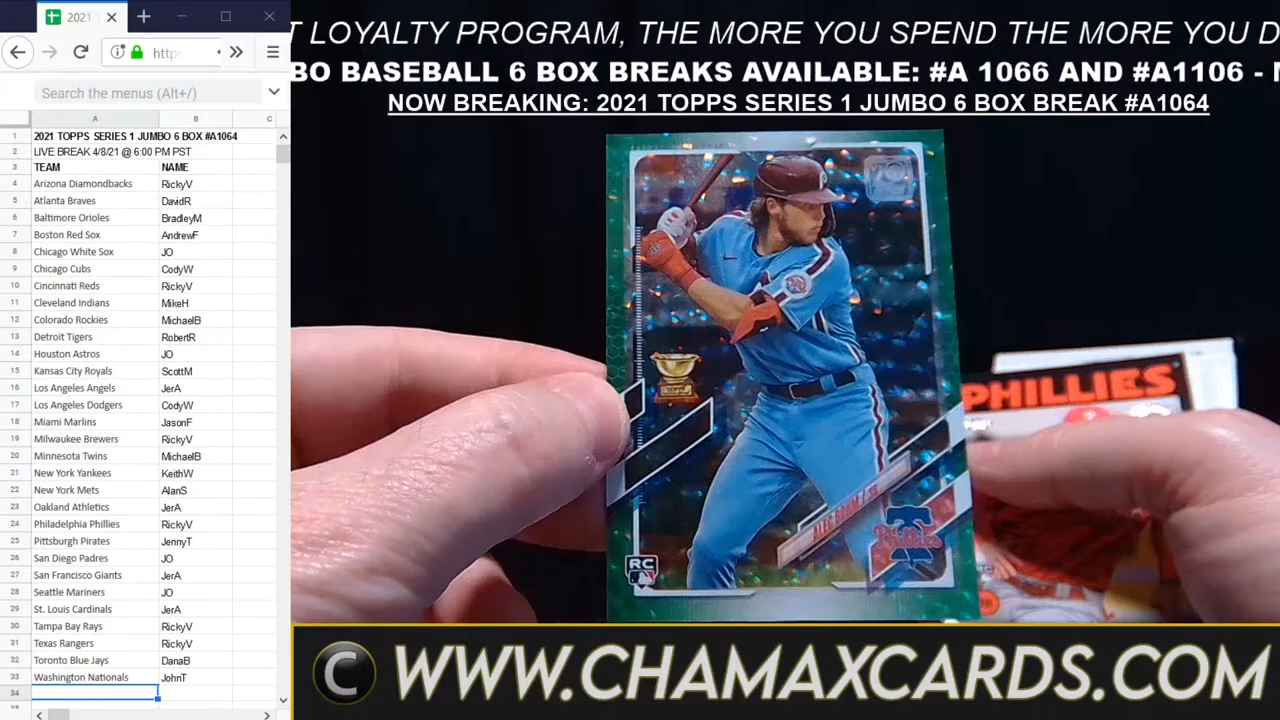 2021
https
Search the menus (Alt+/)
A B C
1 2021 TOPPS SERIES 1 JUMBO 6 BOX #A1064
2 LIVE BREAK 4/8/21 @ 6:00 PM PST
3 TEAM NAME
4 Arizona Diamondbacks RickyV
5 Atlanta Braves DavidR
6 Baltimore Orioles BradleyM
7 Boston Red Sox AndrewF
8 Chicago White Sox JO
9 Chicago Cubs CodyW
10 Cincinnati Reds RickyV
11 Cleveland Indians MikeH
12 Colorado Rockies MichaelB
13 Detroit Tigers RobertR
14 Houston Astros JO
15 Kansas City Royals ScottM
16 Los Angeles Angels JerA
17 Los Angeles Dodgers CodyW
18 Miami Marlins JasonF
19 Milwaukee Brewers RickyV
20 Minnesota Twins MichaelB
21 New York Yankees KeithW
22 New York Mets AlanS
23 Oakland Athletics JerA
24 Philadelphia Phillies RickyV
25 Pittsburgh Pirates JennyT
26 San Diego Padres JO
27 San Francisco Giants JerA
28 Seattle Mariners JO
29 St. Louis Cardinals JerA
30 Tampa Bay Rays RickyV
31 Texas Rangers RickyV
32 Toronto Blue Jays DanaB
33 Washington Nationals JohnT
34
T LOYALTY PROGRAM, THE MORE YOU SPEND THE MORE YOU D
BO BASEBALL 6 BOX BREAKS AVAILABLE: #A 1066 AND #A1106 -
NOW BREAKING: 2021 TOPPS SERIES 1 JUMBO 6 BOX BREAK #A1064
70
P
PHILLIES
ALEC BOHM / 3B
Phillies
RC
C WWW.CHAMAXCARDS.COM